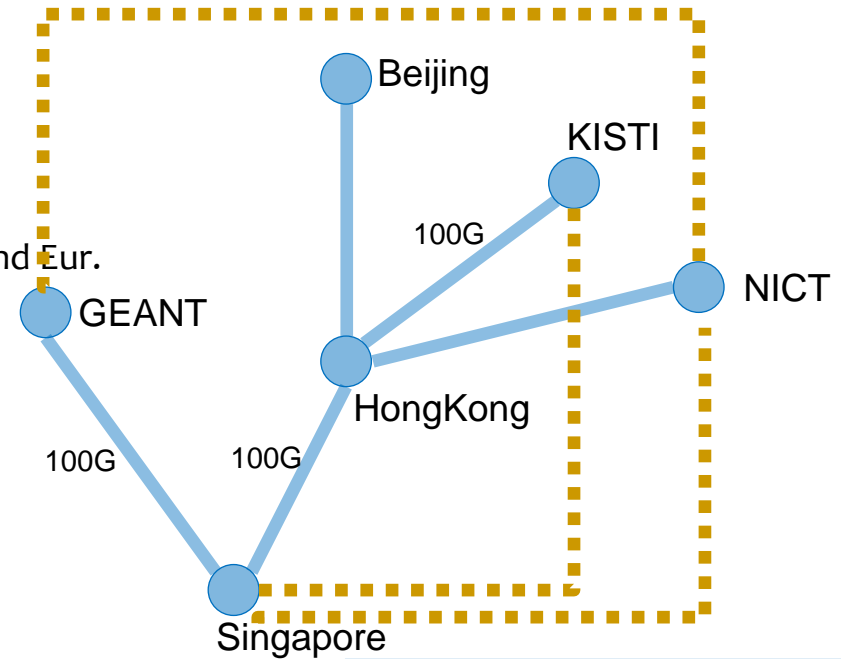 Beijing
KISTI
100G
nd Eur.
GEANT
NICT
HongKong
100G
100G
Singapore